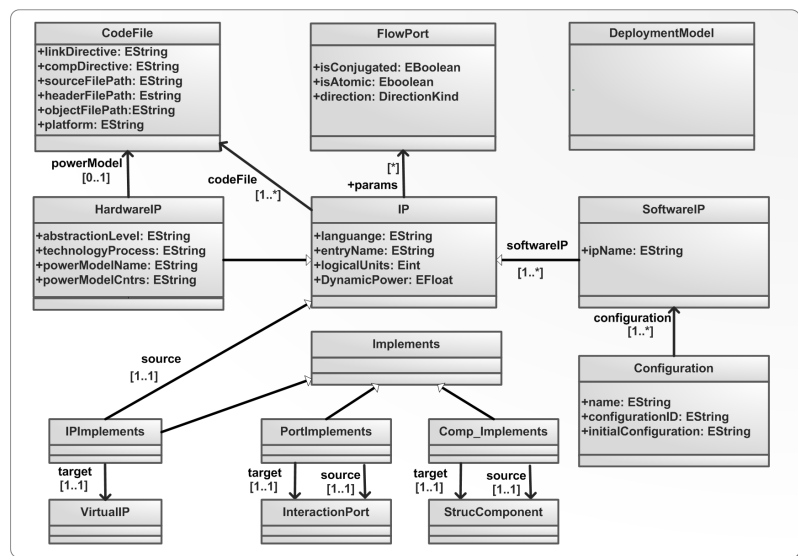 CodeFile
+linkDirective: EString
+compDirective: EString
+sourceFilePath: EString
+headerFilePath: Estring
+objectFilePath:EString
+platform: EString
FlowPort
+isConjugated: EBoolean
+isAtomic: Eboolean
+direction: DirectionKind
DeploymentModel
powerModel
[0..1]
codeFile
[1..*]
[*]
+params
HardwareIP
+abstractionLevel: EString
+technologyProcess: EString
+powerModelName: EString
+powerModelCntrs: EString
IP
+languange: EString
+entryName: EString
+logicalUnits: Eint
+DynamicPower: EFloat
softwareIP
[1..*]
SoftwareIP
+ipName: EString
configuration
[1..*]
source
[1..1]
Implements
Configuration
+name: EString
+configurationID: EString
+initialConfiguration: EString
IPImplements
PortImplements
Comp_Implements
target
[1..1]
target
[1..1]
source
[1..1]
target
[1..1]
source
[1..1]
VirtualIP
InteractionPort
StrucComponent